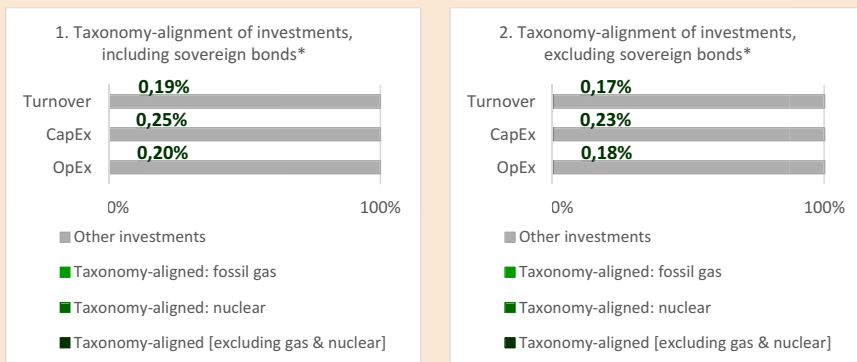 1. Taxonomy-alignment of investments,
including sovereign bonds*
0,19%
Turnover
0,25%
CapEx
0,20%
OpEx
0%
100%
Other investments
Taxonomy-aligned: fossil gas
Taxonomy-aligned: nuclear
Taxonomy-aligned [excluding gas & nuclear]
2. Taxonomy-alignment of investments,
excluding sovereign bonds*
0,17%
Turnover
0,23%
CapEx
0,18%
OpEx
0%
100%
Other investments
Taxonomy-aligned: fossil gas
Taxonomy-aligned: nuclear
Taxonomy-aligned [excluding gas & nuclear]